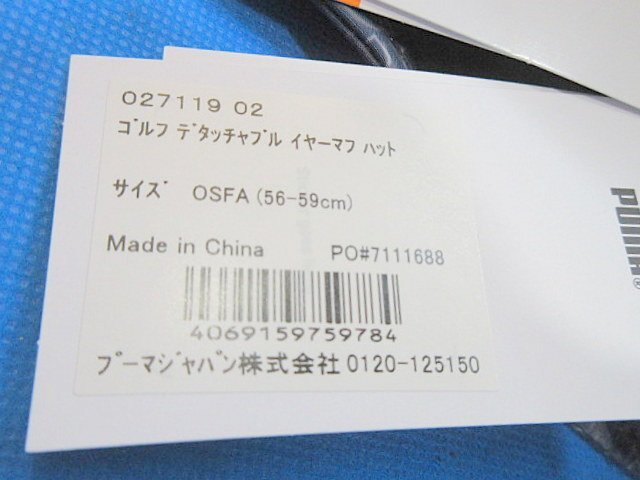 027119 02
ｺﾞﾙﾌ ﾃﾞﾀｯﾁｬﾌﾞﾙ ｲﾔｰﾏﾌ ﾊｯﾄ
ｻｲｽﾞ OSFA (56-59cm)
Made in China PO#7111688
4069159759784
ﾌﾟｰﾏｼﾞｬﾊﾟﾝ株式会社 0120-125150
PUMA®